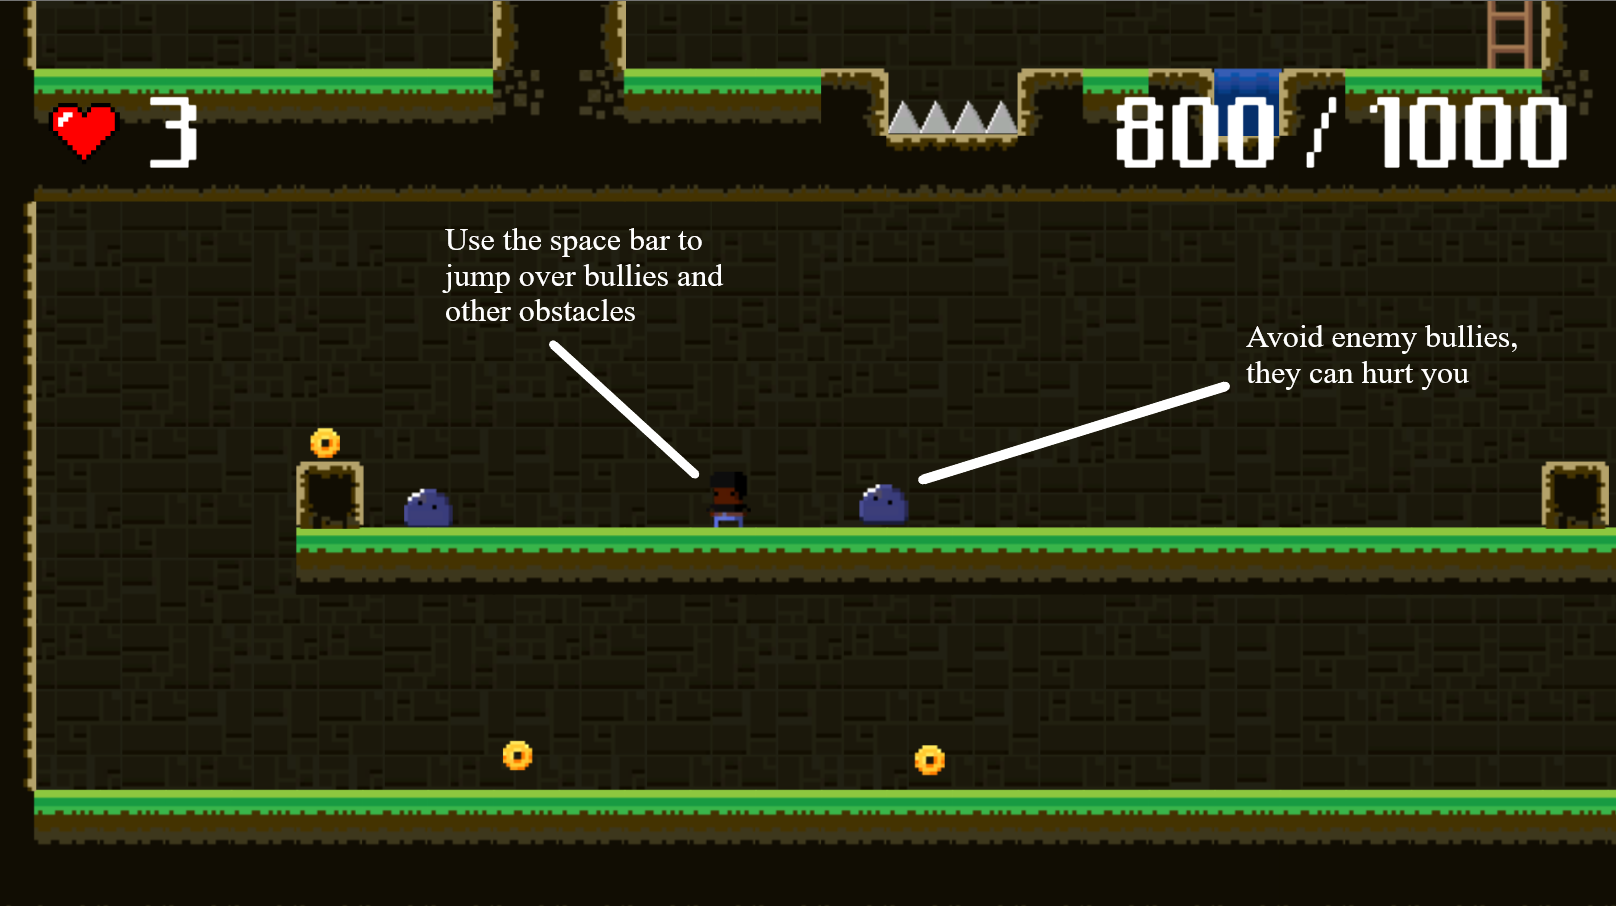 3
800 / 1000
Use the space bar to
jump over bullies and
other obstacles
Avoid enemy bullies,
they can hurt you